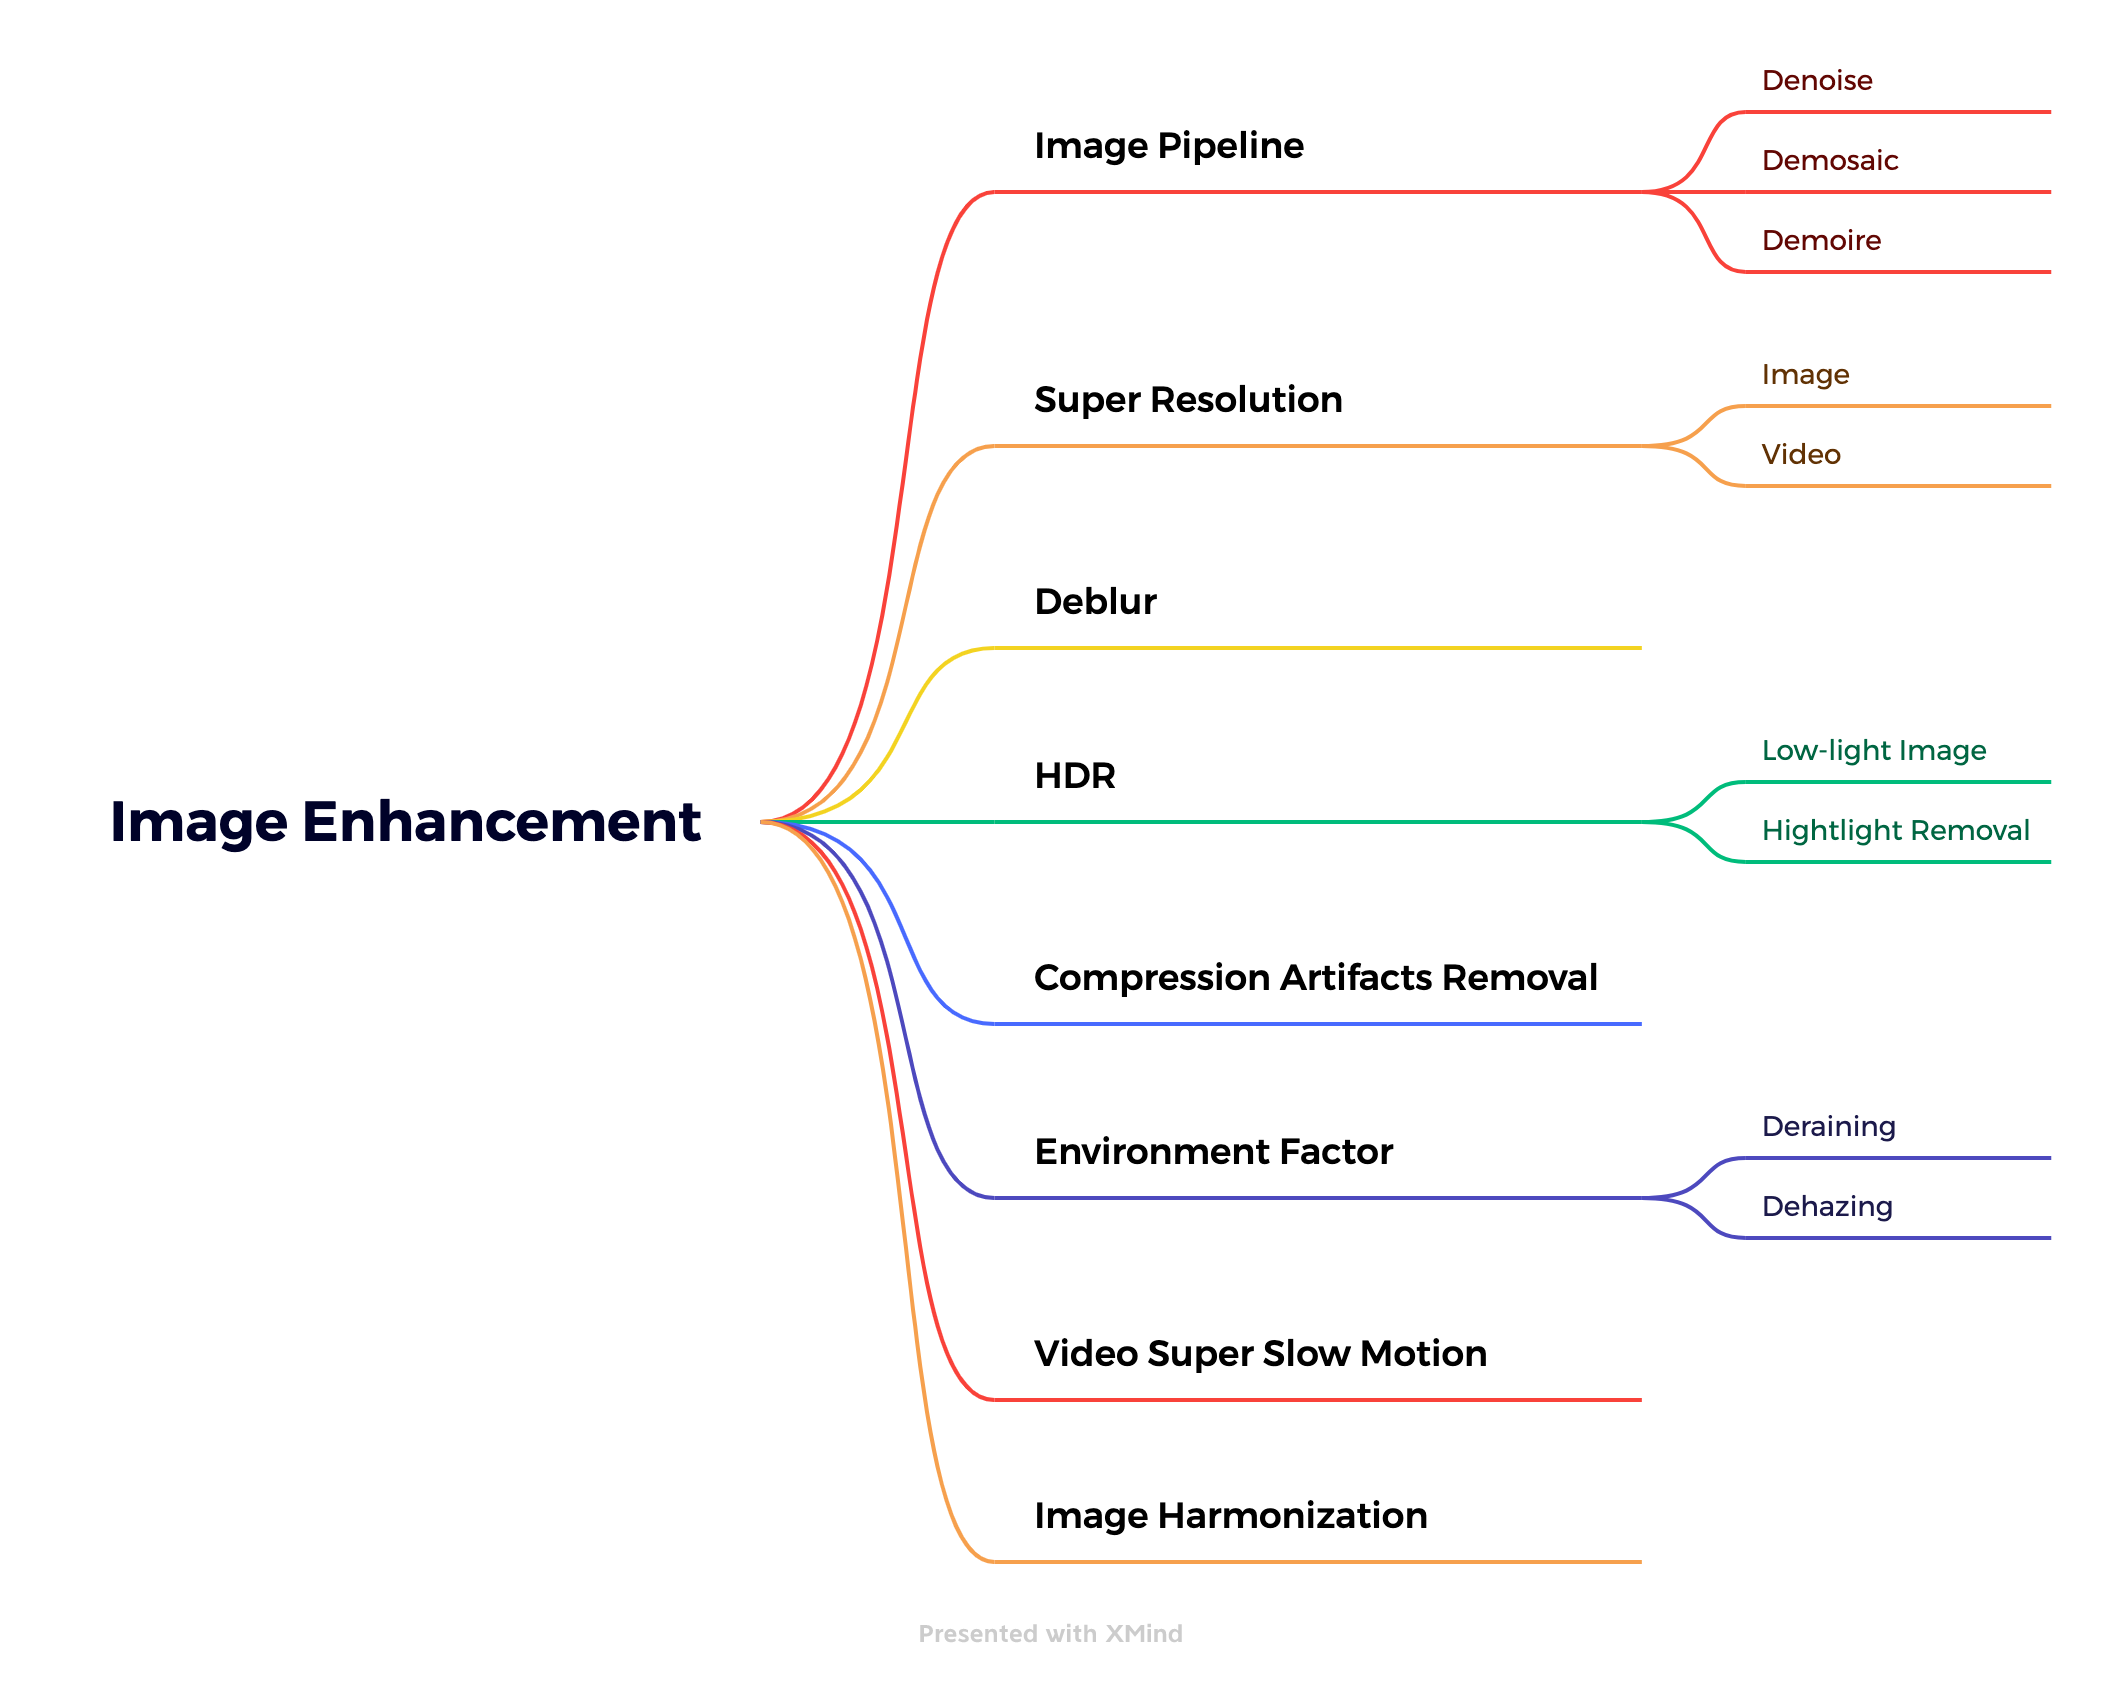 Image Enhancement
Image Pipeline
Denoise
Demosaic
Demoire
Super Resolution
Image
Video
Deblur
HDR
Low-light Image
Hightlight Removal
Compression Artifacts Removal
Environment Factor
Deraining
Dehazing
Video Super Slow Motion
Image Harmonization
Presented with XMind